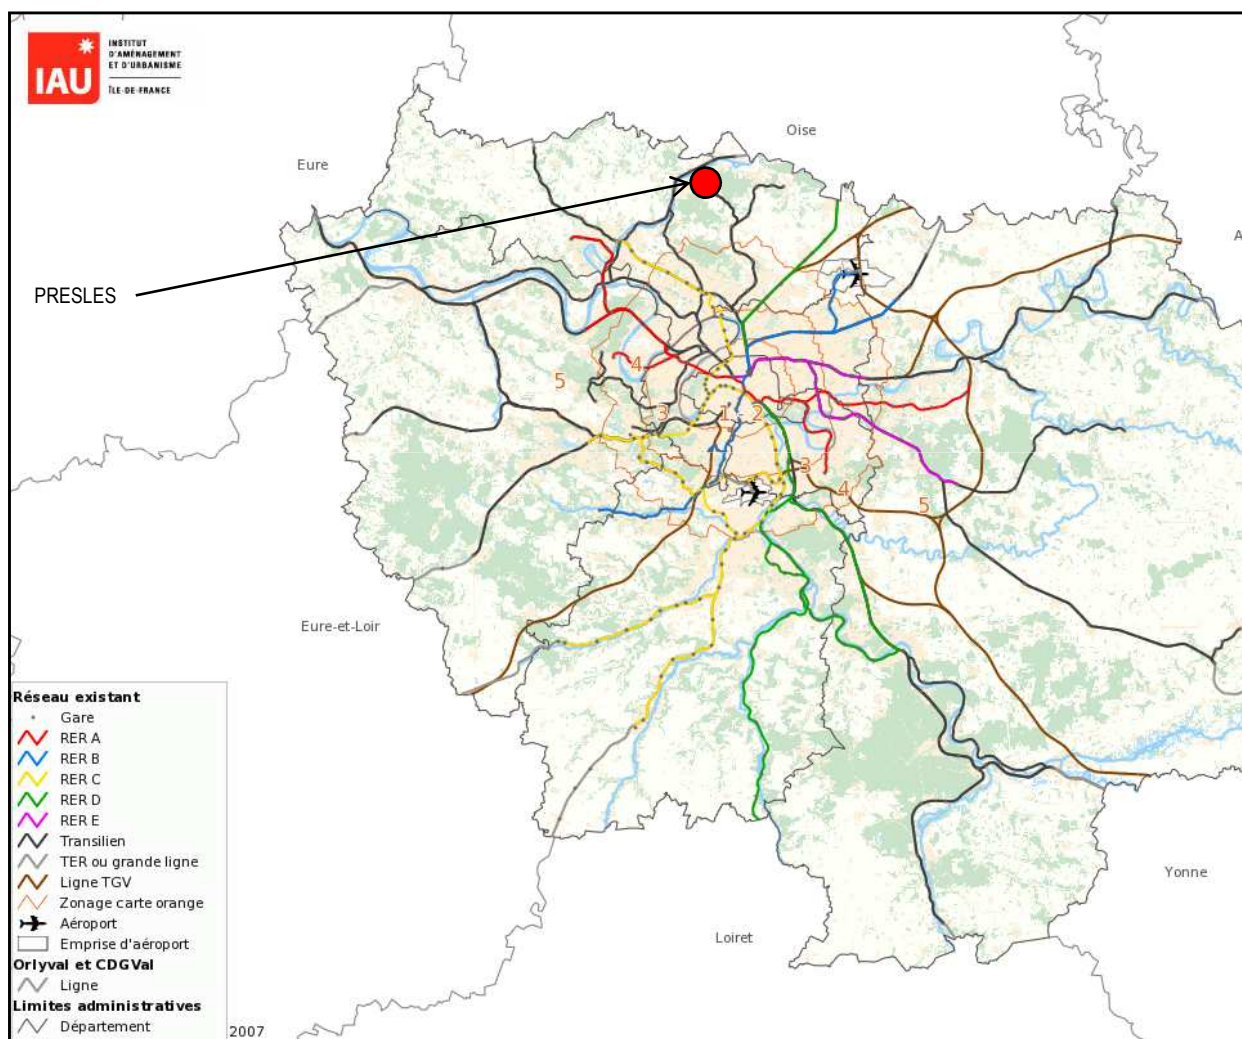 INSTITUT
D'AMÉNAGEMENT
ET D'URBANISME
IAU
ÎLE-DE-FRANCE
Oise
Eure
A
PRESLES
5
4
3
1
2
3
4
5
Eure-et-Loir
Yonne
Loiret
Réseau existant
Gare
RER A
RER B
RER C
RER D
RER E
Transilien
TER ou grande ligne
Ligne TGV
Zonage carte orange
Aéroport
Emprise d'aéroport
Orlyval et CDGVal
Ligne
Limites administratives
Département
2007